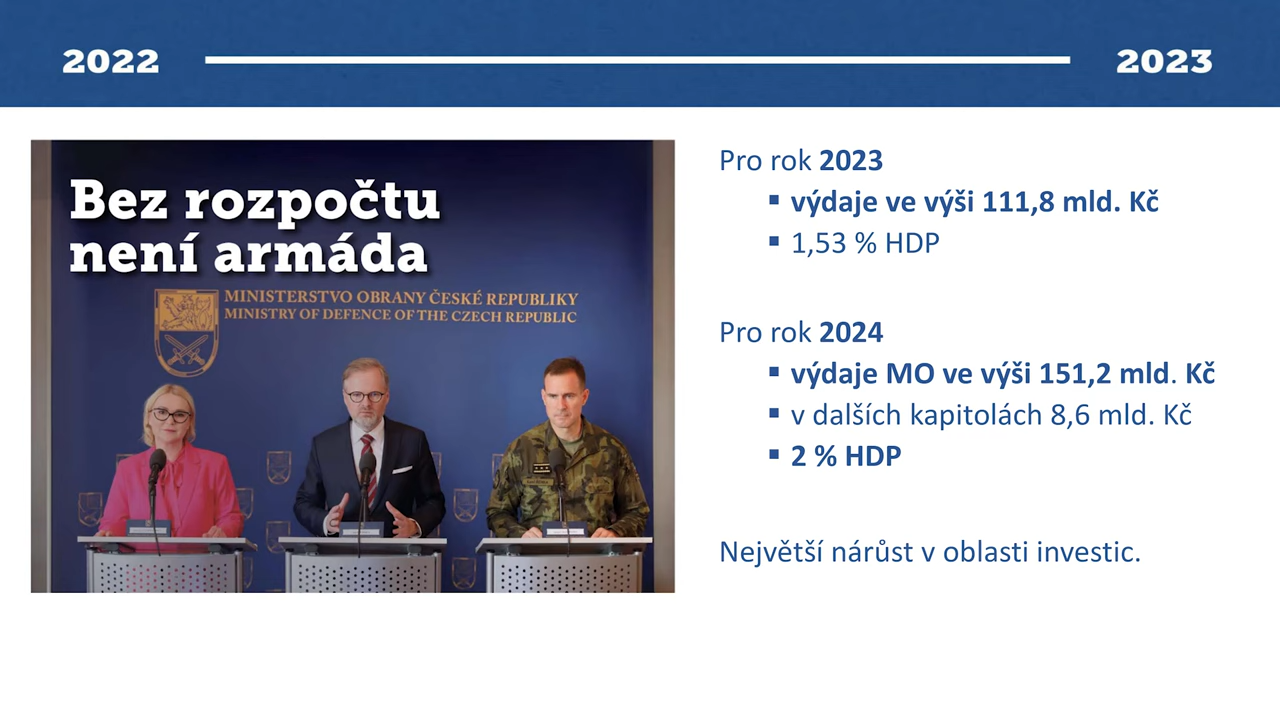 2022
2023
Bez rozpočtu
není armáda
MINISTERSTVO OBRANY ČESKÉ REPUBLIKY
MINISTRY OF DEFENCE OF THE CZECH REPUBLIC
Pro rok 2023
▪ výdaje ve výši 111,8 mld. Kč
▪ 1,53 % HDP
Pro rok 2024
▪ výdaje MO ve výši 151,2 mld. Kč
▪ v dalších kapitolách 8,6 mld. Kč
▪ 2 % HDP
Největší nárůst v oblasti investic.